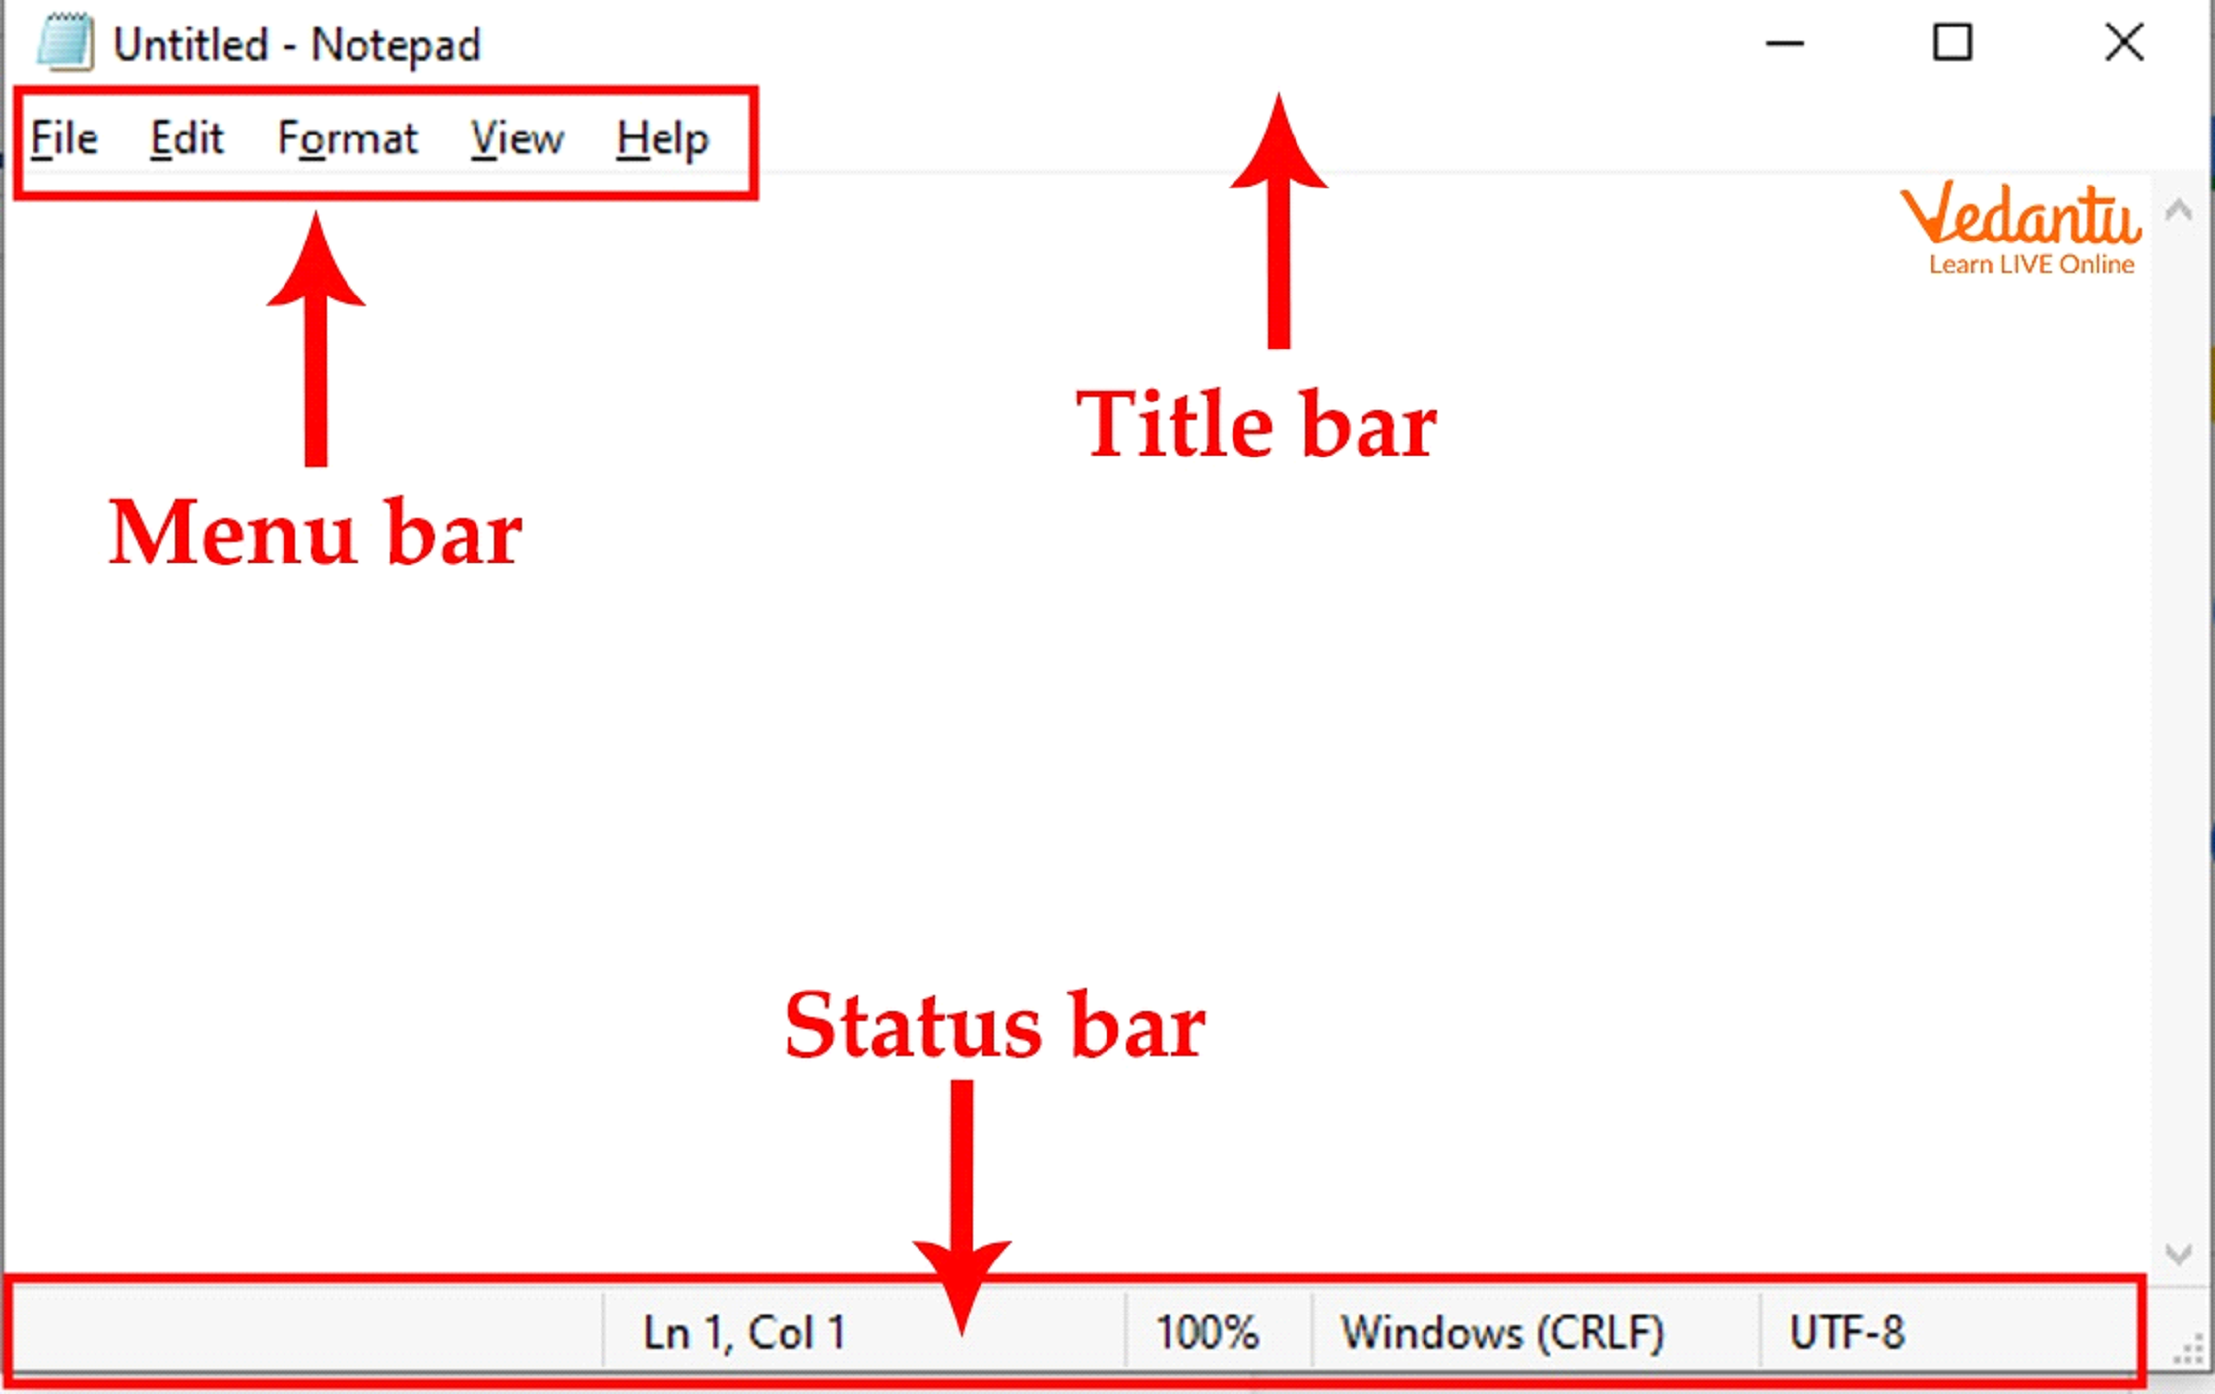 Untitled - Notepad
File Edit Format View Help
Vedantu
Learn LIVE Online
Title bar
Menu bar
Status bar
Ln 1, Col 1 100% Windows (CRLF) UTF-8